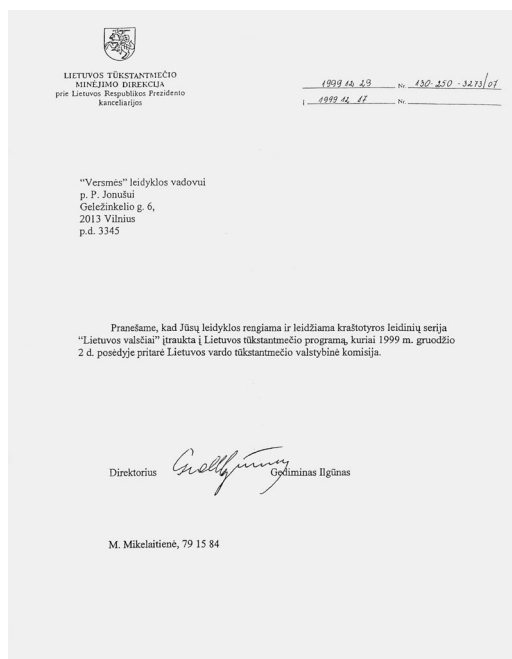 LIETUVOS TŪKSTANTMEČIO
MINĖJIMO DIREKCIJA
prie Lietuvos Respublikos Prezidento
kanceliarijos
1999 12 29 Nr. 130-250-3273/01
Į 1999 12 17 Nr.
"Versmės" leidyklos vadovui
p. P. Jonušui
Geležinkelio g. 6,
2013 Vilnius
p.d. 3345
Pranešame, kad Jūsų leidyklos rengiama ir leidžiama kraštotyros leidinių serija
"Lietuvos valsčiai" įtraukta į Lietuvos tūkstantmečio programą, kuriai 1999 m. gruodžio
2 d. posėdyje pritarė Lietuvos vardo tūkstantmečio valstybinė komisija.
Direktorius Gediminas Ilgūnas
M. Mikelaitienė, 79 15 84